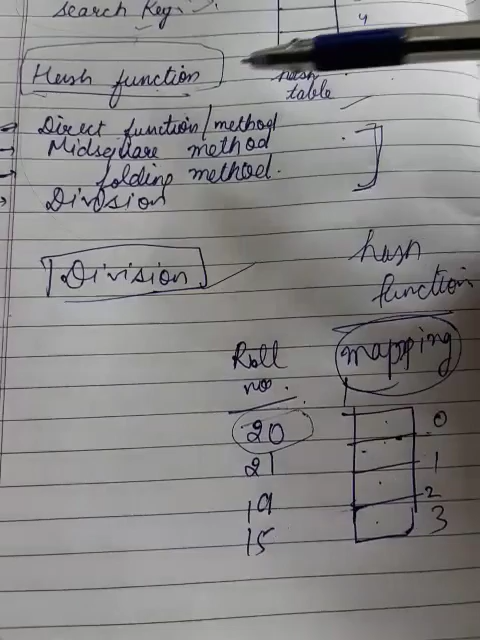 search Key.
4
Hash function
hash
table
Direct function/method
Midsquare method
folding method.
Division
Division
hash
function
Roll
no.
mapping
20
0
21
1
19
2
15
3